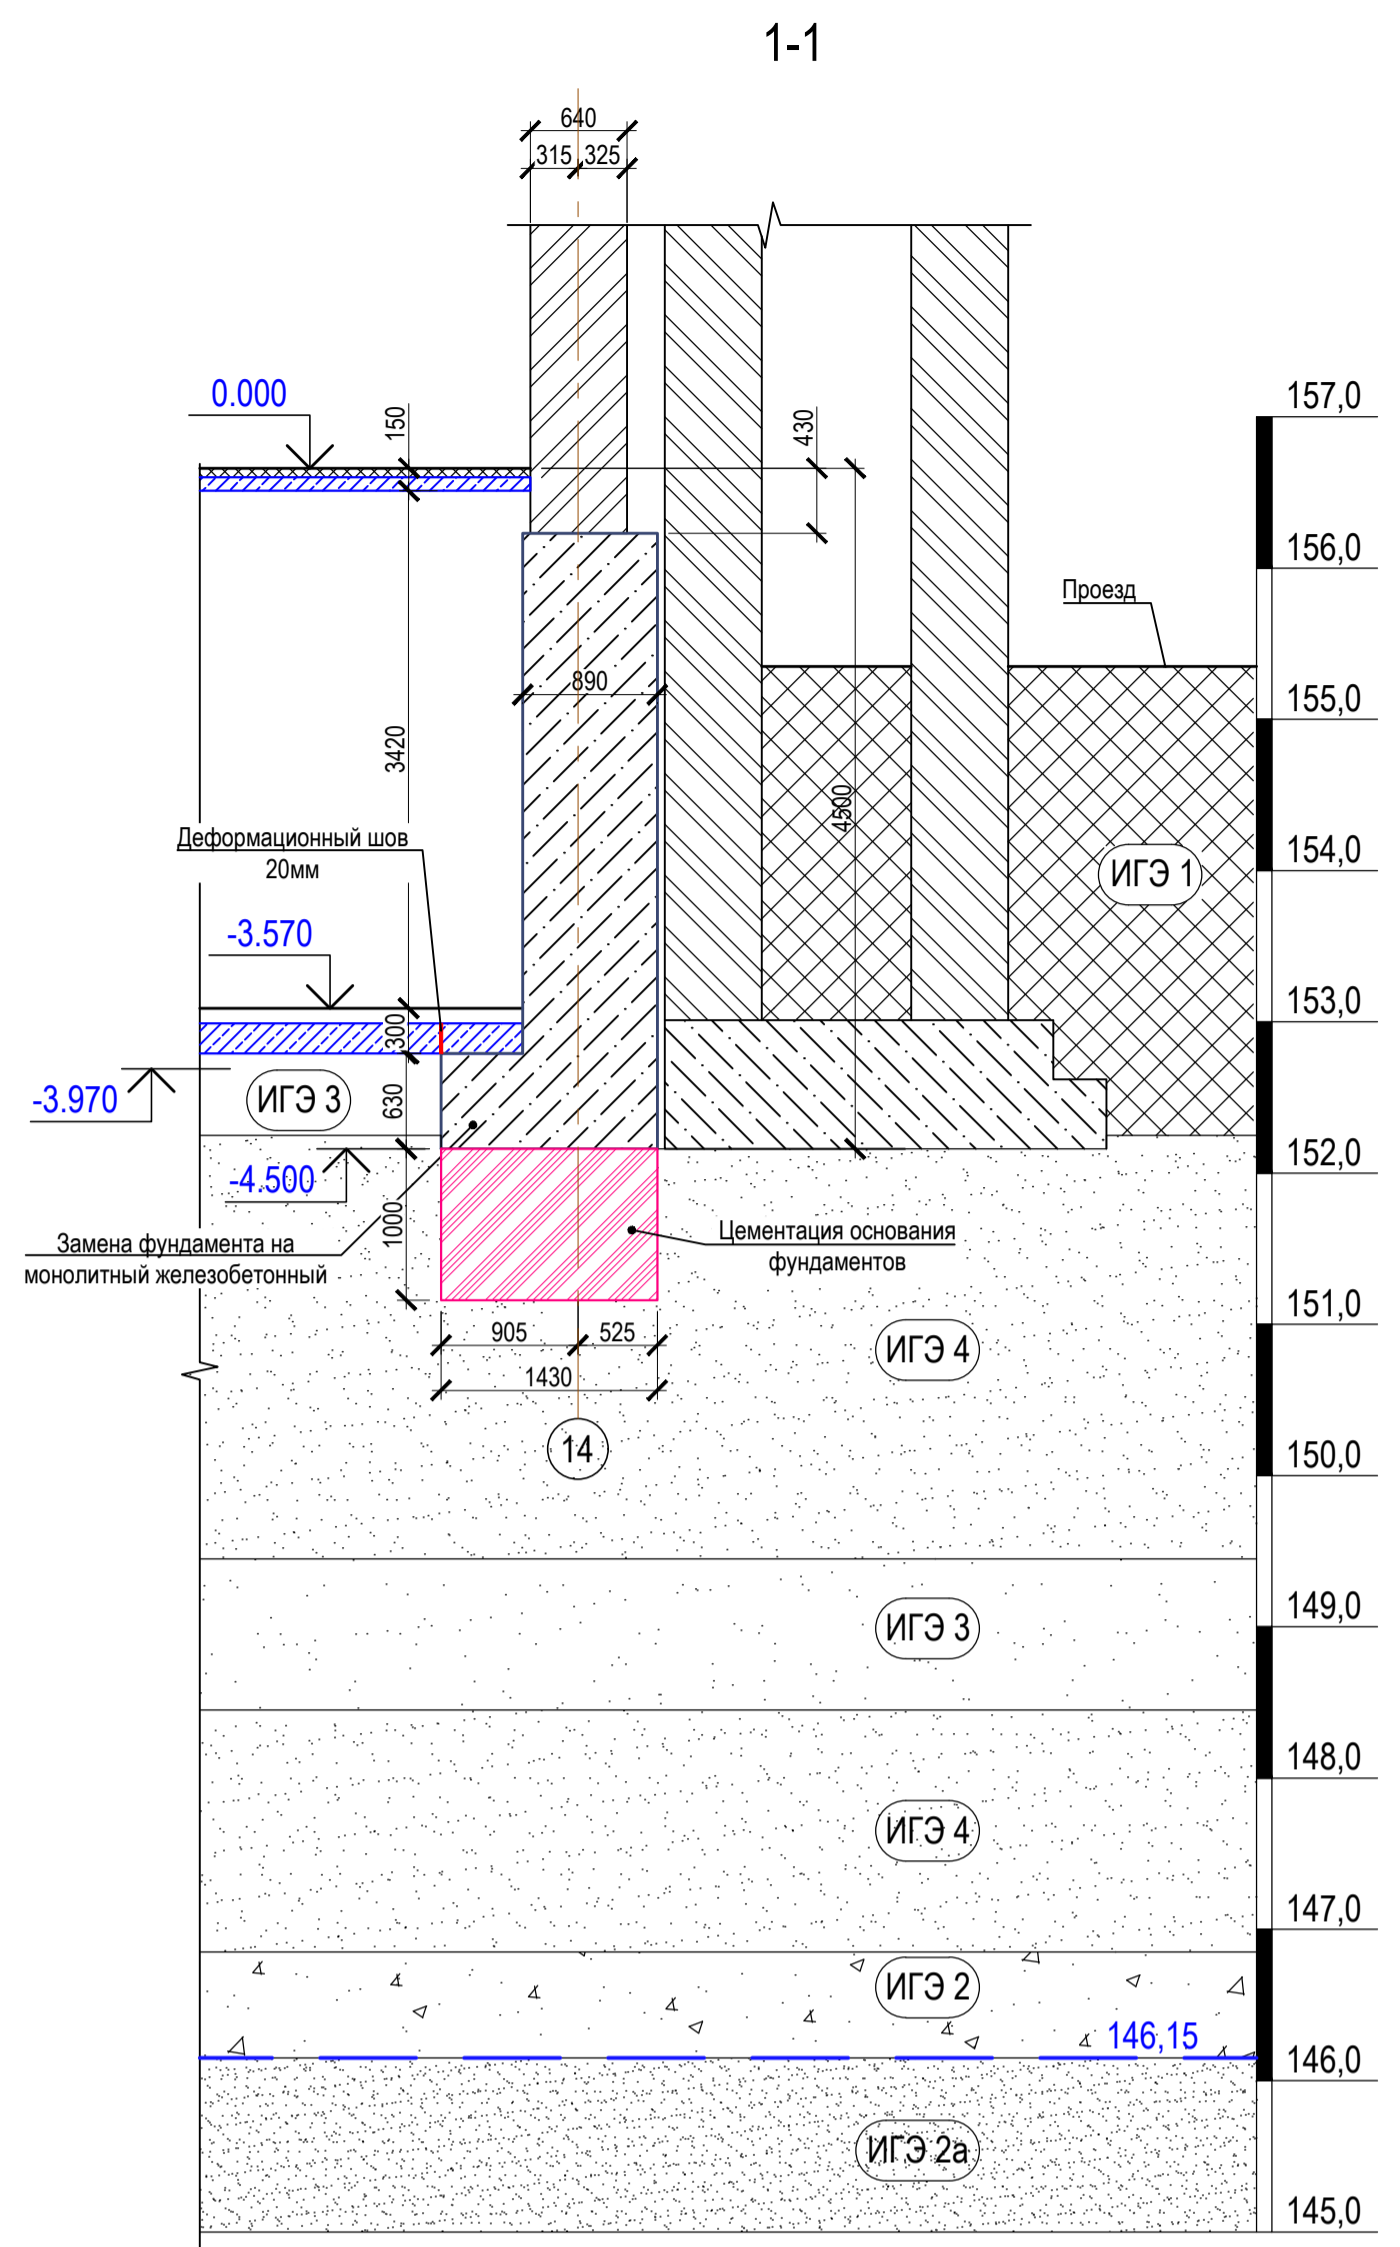 1-1
640
315
325
0.000
150
430
157,0
156,0
Проезд
890
155,0
3420
4500
Деформационный шов
20мм
154,0
ИГЭ 1
-3.570
153,0
300
-3.970
ИГЭ 3
630
152,0
-4.500
1000
Замена фундамента на
монолитный железобетонный
Цементация основания
фундаментов
151,0
905
525
ИГЭ 4
1430
14
150,0
149,0
ИГЭ 3
148,0
ИГЭ 4
147,0
ИГЭ 2
146,15
146,0
ИГЭ 2а
145,0